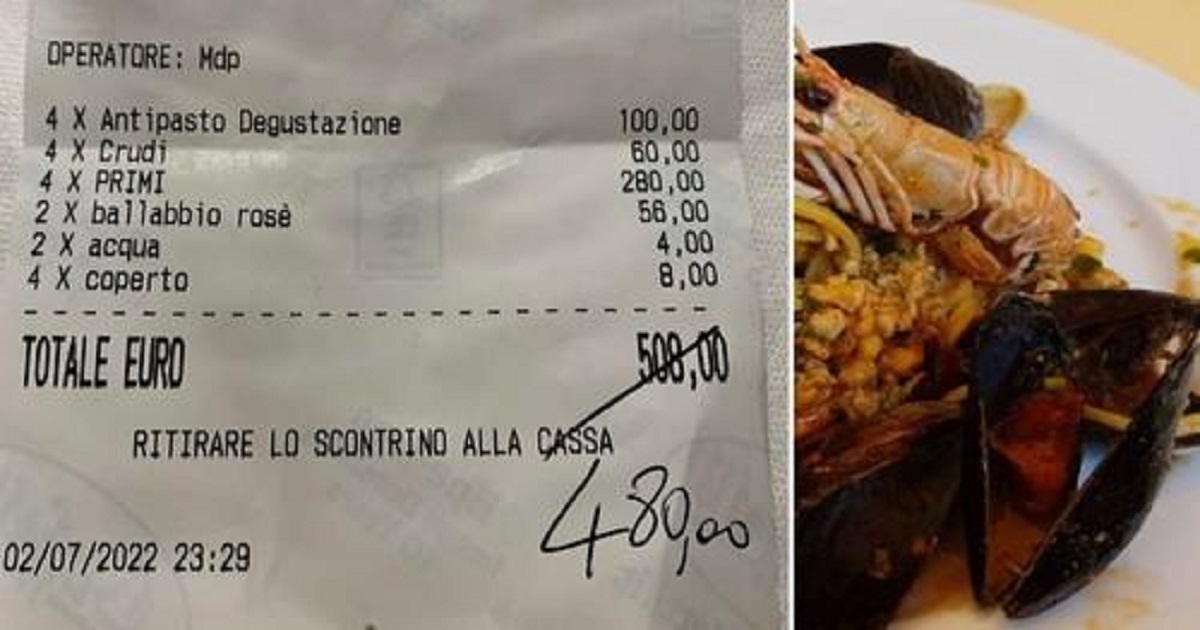 OPERATORE: Mdp
4 X Antipasto Degustazione 100,00
4 X Crudi 60,00
4 X PRIMI 280,00
2 X ballabbio rosè 56,00
2 X acqua 4,00
4 X coperto 8,00
TOTALE EURO 508,00
RITIRARE LO SCONTRINO ALLA CASSA
480,00
02/07/2022 23:29